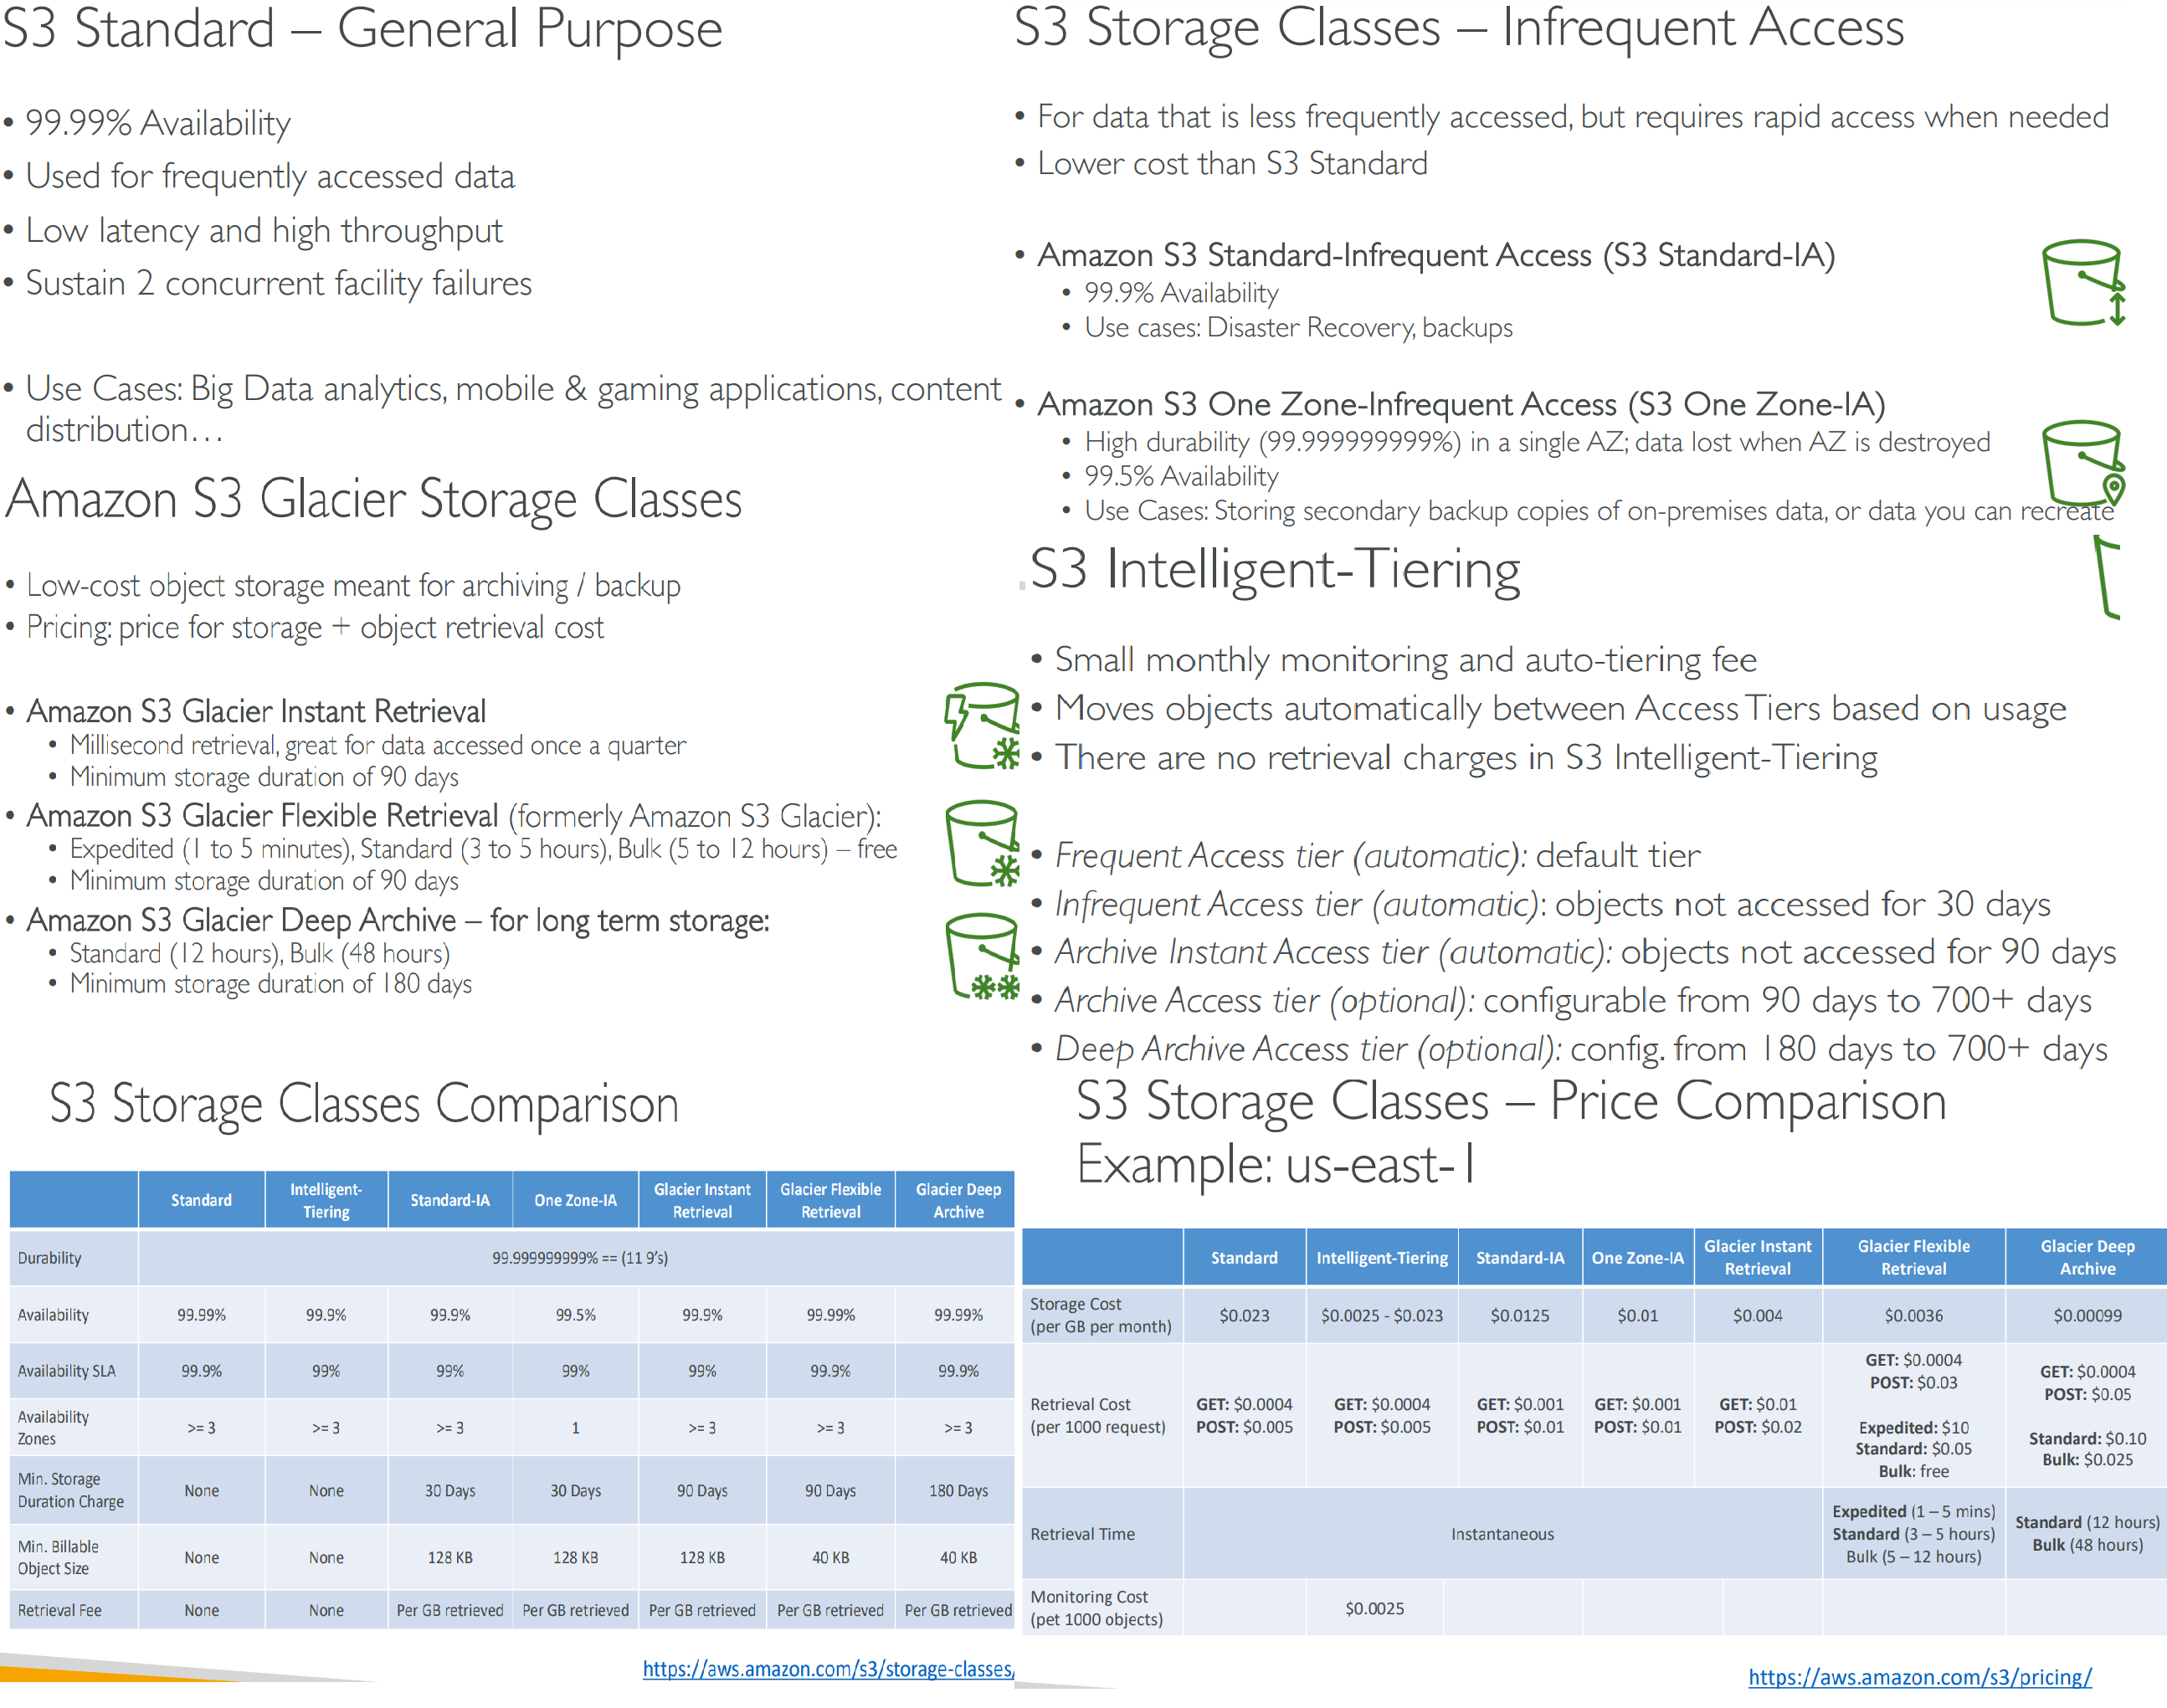 S3 Standard – General Purpose
• 99.99% Availability
• Used for frequently accessed data
• Low latency and high throughput
• Sustain 2 concurrent facility failures
• Use Cases: Big Data analytics, mobile & gaming applications, content
distribution…
Amazon S3 Glacier Storage Classes
• Low-cost object storage meant for archiving / backup
• Pricing: price for storage + object retrieval cost
• Amazon S3 Glacier Instant Retrieval
• Millisecond retrieval, great for data accessed once a quarter
• Minimum storage duration of 90 days
• Amazon S3 Glacier Flexible Retrieval (formerly Amazon S3 Glacier):
• Expedited (1 to 5 minutes), Standard (3 to 5 hours), Bulk (5 to 12 hours) – free
• Minimum storage duration of 90 days
• Amazon S3 Glacier Deep Archive – for long term storage:
• Standard (12 hours), Bulk (48 hours)
• Minimum storage duration of 180 days
S3 Storage Classes – Infrequent Access
• For data that is less frequently accessed, but requires rapid access when needed
• Lower cost than S3 Standard
• Amazon S3 Standard-Infrequent Access (S3 Standard-IA)
• 99.9% Availability
• Use cases: Disaster Recovery, backups
• Amazon S3 One Zone-Infrequent Access (S3 One Zone-IA)
• High durability (99.999999999%) in a single AZ; data lost when AZ is destroyed
• 99.5% Availability
• Use Cases: Storing secondary backup copies of on-premises data, or data you can recreate
S3 Intelligent-Tiering
• Small monthly monitoring and auto-tiering fee
• Moves objects automatically between Access Tiers based on usage
• There are no retrieval charges in S3 Intelligent-Tiering
• Frequent Access tier (automatic): default tier
• Infrequent Access tier (automatic): objects not accessed for 30 days
• Archive Instant Access tier (automatic): objects not accessed for 90 days
• Archive Access tier (optional): configurable from 90 days to 700+ days
• Deep Archive Access tier (optional): config. from 180 days to 700+ days
S3 Storage Classes Comparison
Standard Intelligent-Tiering Standard-IA One Zone-IA Glacier Instant Retrieval Glacier Flexible Retrieval Glacier Deep Archive
Durability 99.999999999% == (11 9's)
Availability 99.99% 99.9% 99.9% 99.5% 99.9% 99.99% 99.99%
Availability SLA 99.9% 99% 99% 99% 99% 99.9% 99.9%
Availability Zones >= 3 >= 3 >= 3 1 >= 3 >= 3 >= 3
Min. Storage Duration Charge None None 30 Days 30 Days 90 Days 90 Days 180 Days
Min. Billable Object Size None None 128 KB 128 KB 128 KB 40 KB 40 KB
Retrieval Fee None None Per GB retrieved Per GB retrieved Per GB retrieved Per GB retrieved Per GB retrieved
https://aws.amazon.com/s3/storage-classes/
S3 Storage Classes – Price Comparison
Example: us-east-1
Standard Intelligent-Tiering Standard-IA One Zone-IA Glacier Instant Retrieval Glacier Flexible Retrieval Glacier Deep Archive
Storage Cost (per GB per month) $0.023 $0.0025 - $0.023 $0.0125 $0.01 $0.004 $0.0036 $0.00099
Retrieval Cost (per 1000 request) GET: $0.0004 POST: $0.005 GET: $0.0004 POST: $0.005 GET: $0.001 POST: $0.01 GET: $0.001 POST: $0.01 GET: $0.01 POST: $0.02 GET: $0.0004 POST: $0.03 Expedited: $10 Standard: $0.05 Bulk: free GET: $0.0004 POST: $0.05 Standard: $0.10 Bulk: $0.025
Retrieval Time Instantaneous Expedited (1 – 5 mins) Standard (3 – 5 hours) Bulk (5 – 12 hours) Standard (12 hours) Bulk (48 hours)
Monitoring Cost (pet 1000 objects) $0.0025
https://aws.amazon.com/s3/pricing/